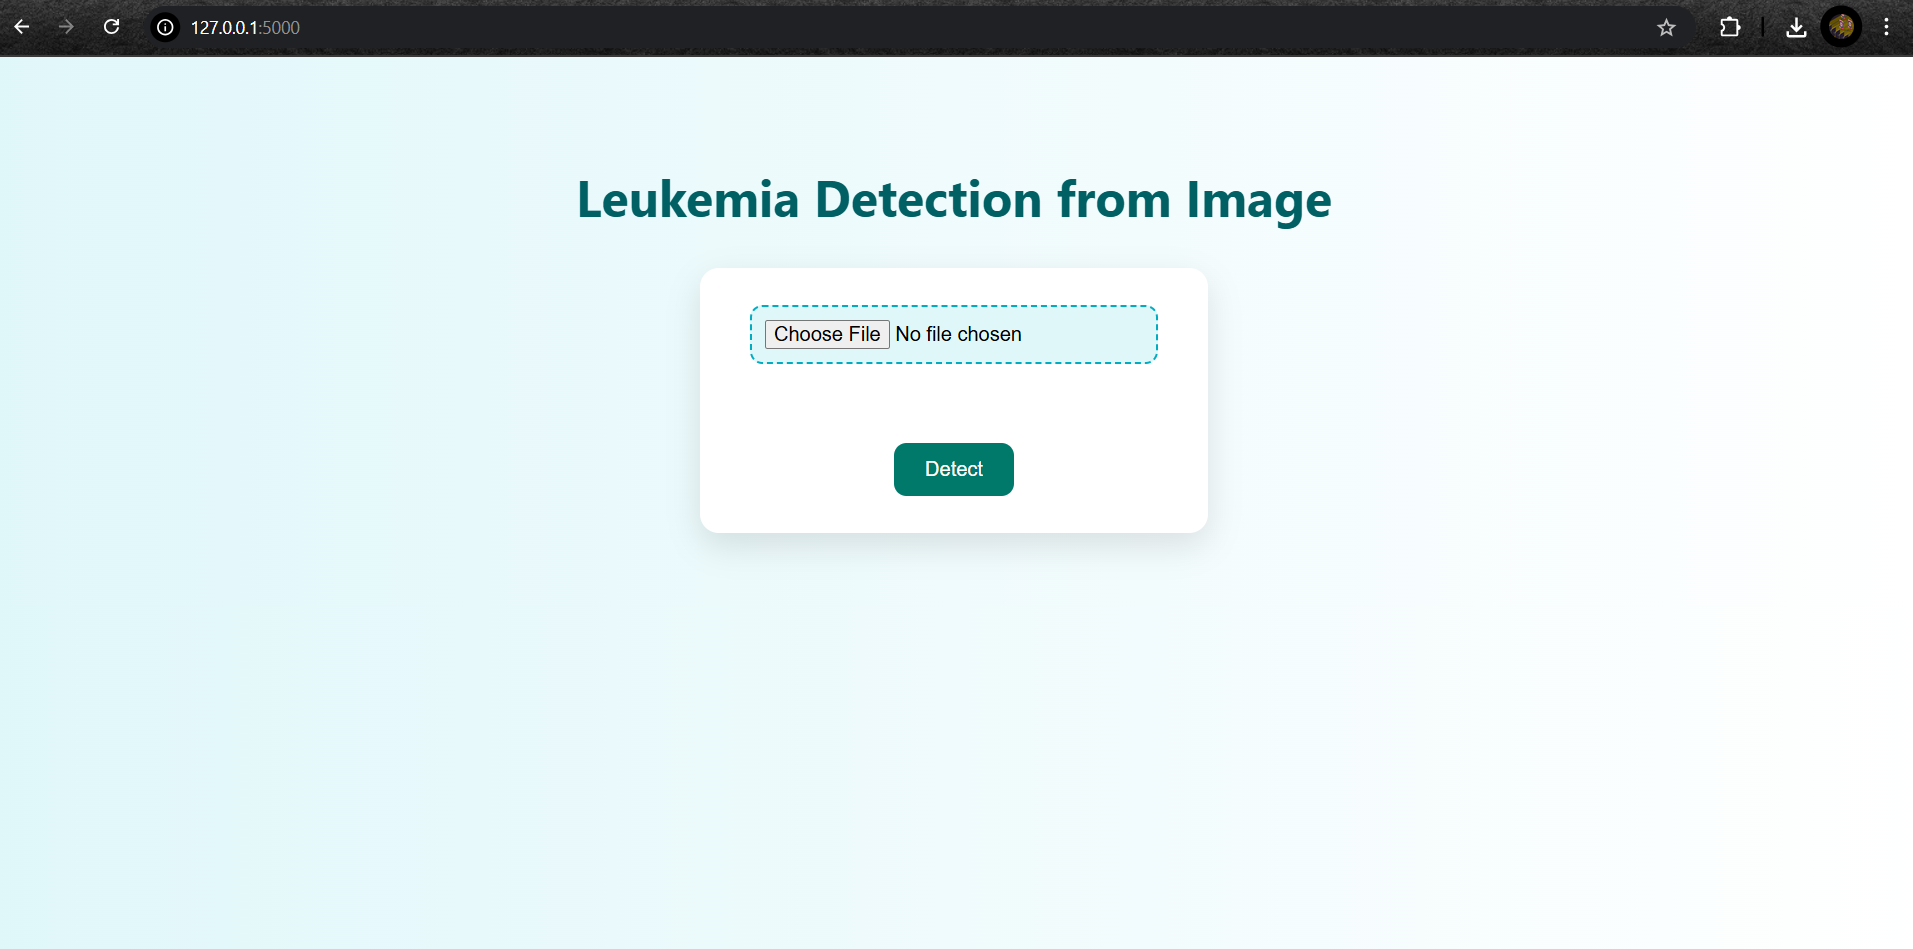 127.0.0.1:5000
Leukemia Detection from Image
Choose File No file chosen
Detect